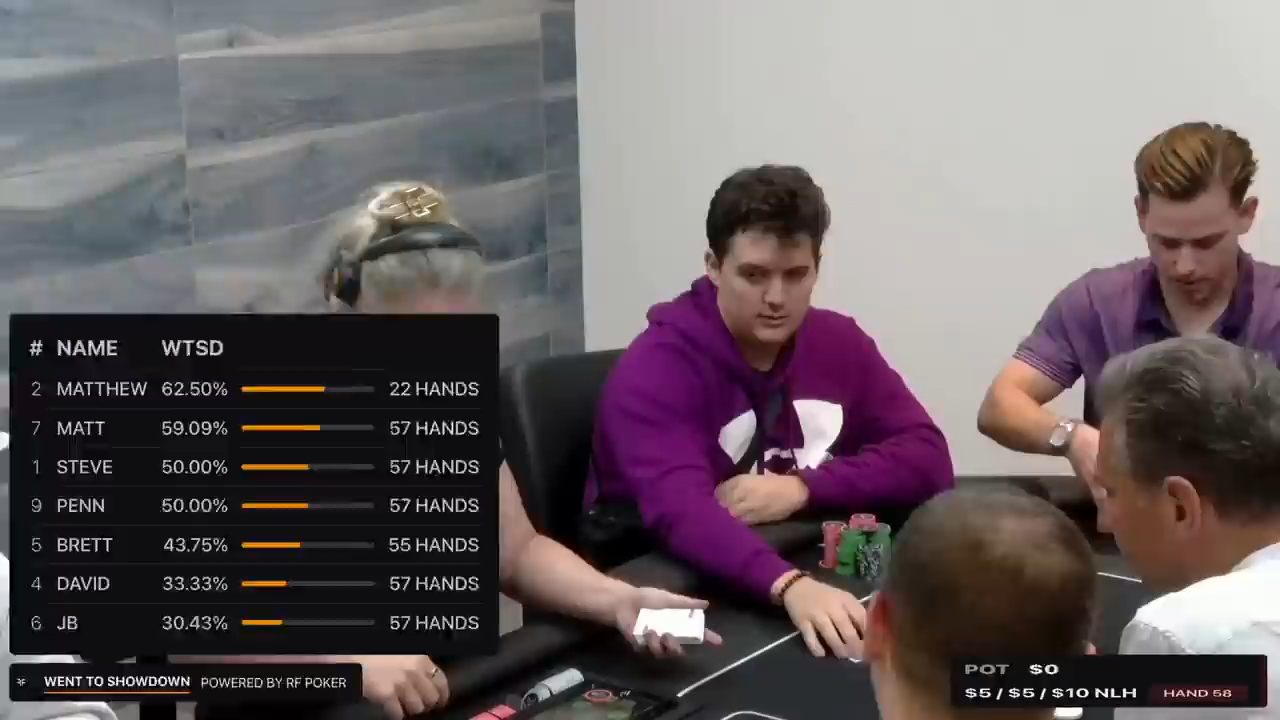 # NAME WTSD
2 MATTHEW 62.50% 22 HANDS
7 MATT 59.09% 57 HANDS
1 STEVE 50.00% 57 HANDS
9 PENN 50.00% 57 HANDS
5 BRETT 43.75% 55 HANDS
4 DAVID 33.33% 57 HANDS
6 JB 30.43% 57 HANDS
WENT TO SHOWDOWN POWERED BY RF POKER
POT $0
$5 / $5 / $10 NLH HAND 58